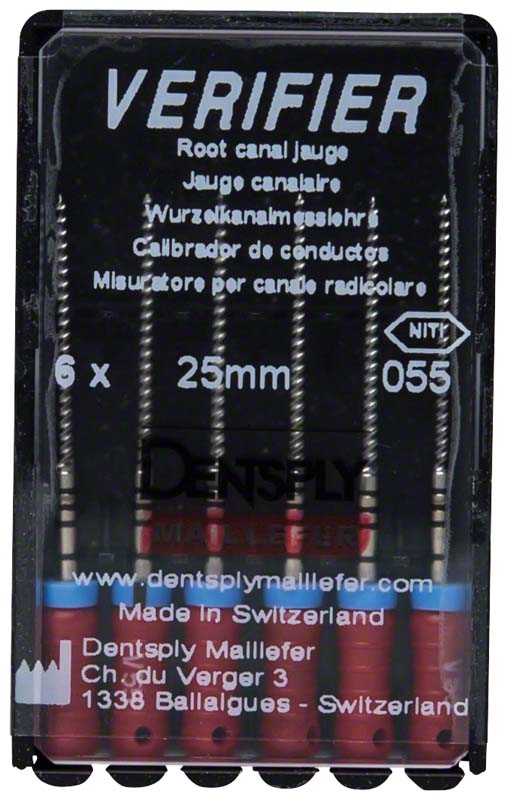 VERIFIER
Root canal jauge
Jauge canalaire
Wurzelkanalmesslehre
Calibrador de conductos
Misuratore per canale radicolare
NITI
6 x 25mm 055
DENTSPLY
MAILLEFER
www.dentsplymaillefer.com
Made in Switzerland
Dentsply Maillefer
Ch. du Verger 3
1338 Ballaigues - Switzerland